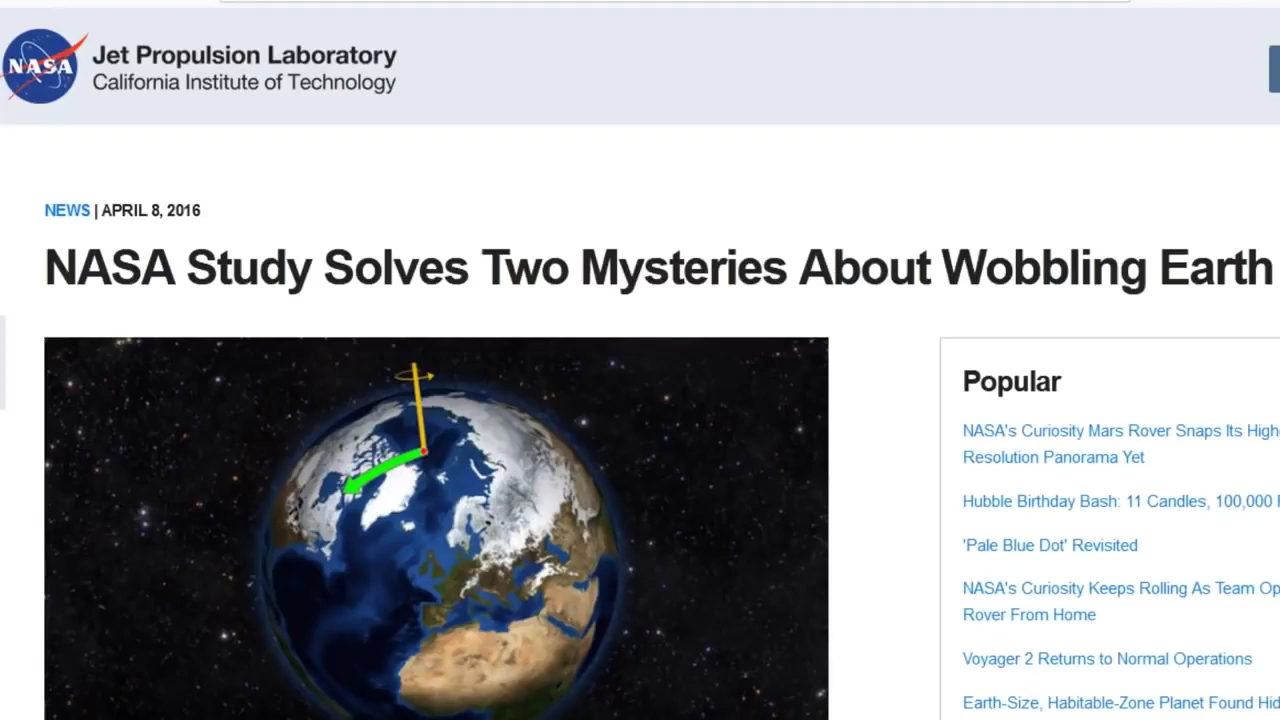 NASA
Jet Propulsion Laboratory
California Institute of Technology
NEWS | APRIL 8, 2016
NASA Study Solves Two Mysteries About Wobbling Earth
Popular
NASA's Curiosity Mars Rover Snaps Its High
Resolution Panorama Yet
Hubble Birthday Bash: 11 Candles, 100,000
'Pale Blue Dot' Revisited
NASA's Curiosity Keeps Rolling As Team Op
Rover From Home
Voyager 2 Returns to Normal Operations
Earth-Size, Habitable-Zone Planet Found Hid